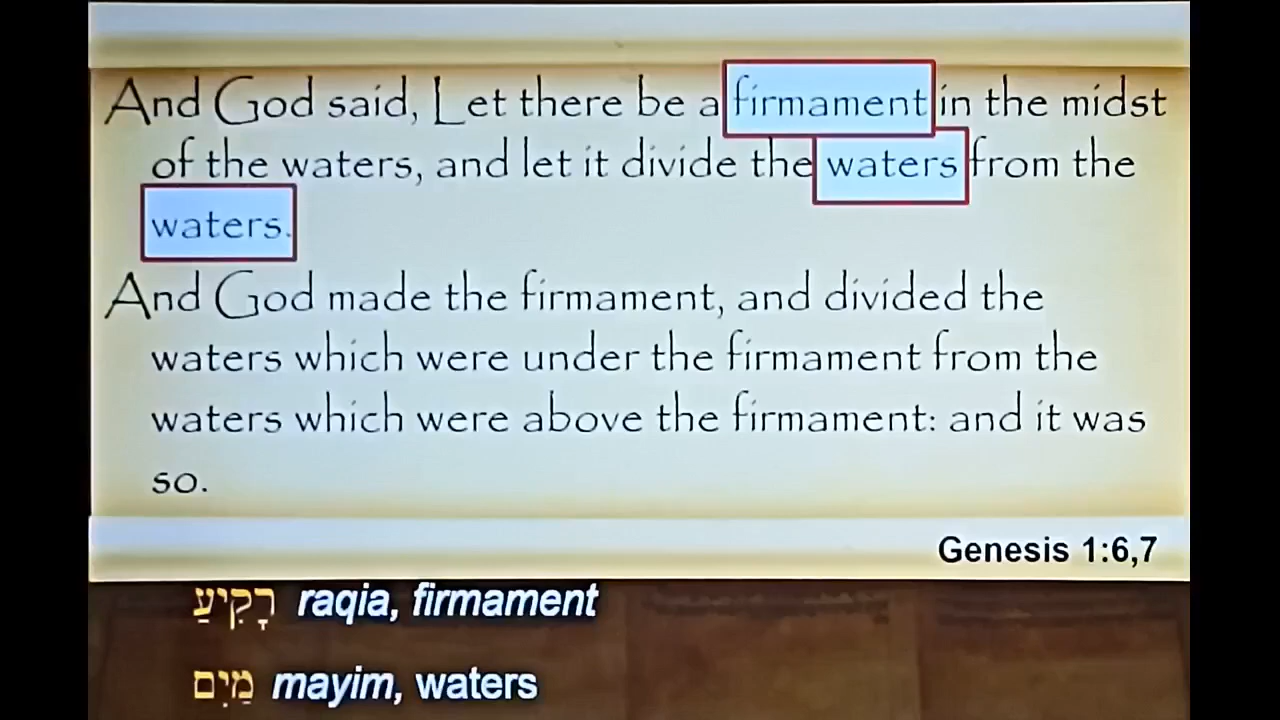 And God said, Let there be a firmament in the midst
of the waters, and let it divide the waters from the
waters.
And God made the firmament, and divided the
waters which were under the firmament from the
waters which were above the firmament: and it was
so.
Genesis 1:6,7
רָקִיעַ raqia, firmament
מַיִם mayim, waters